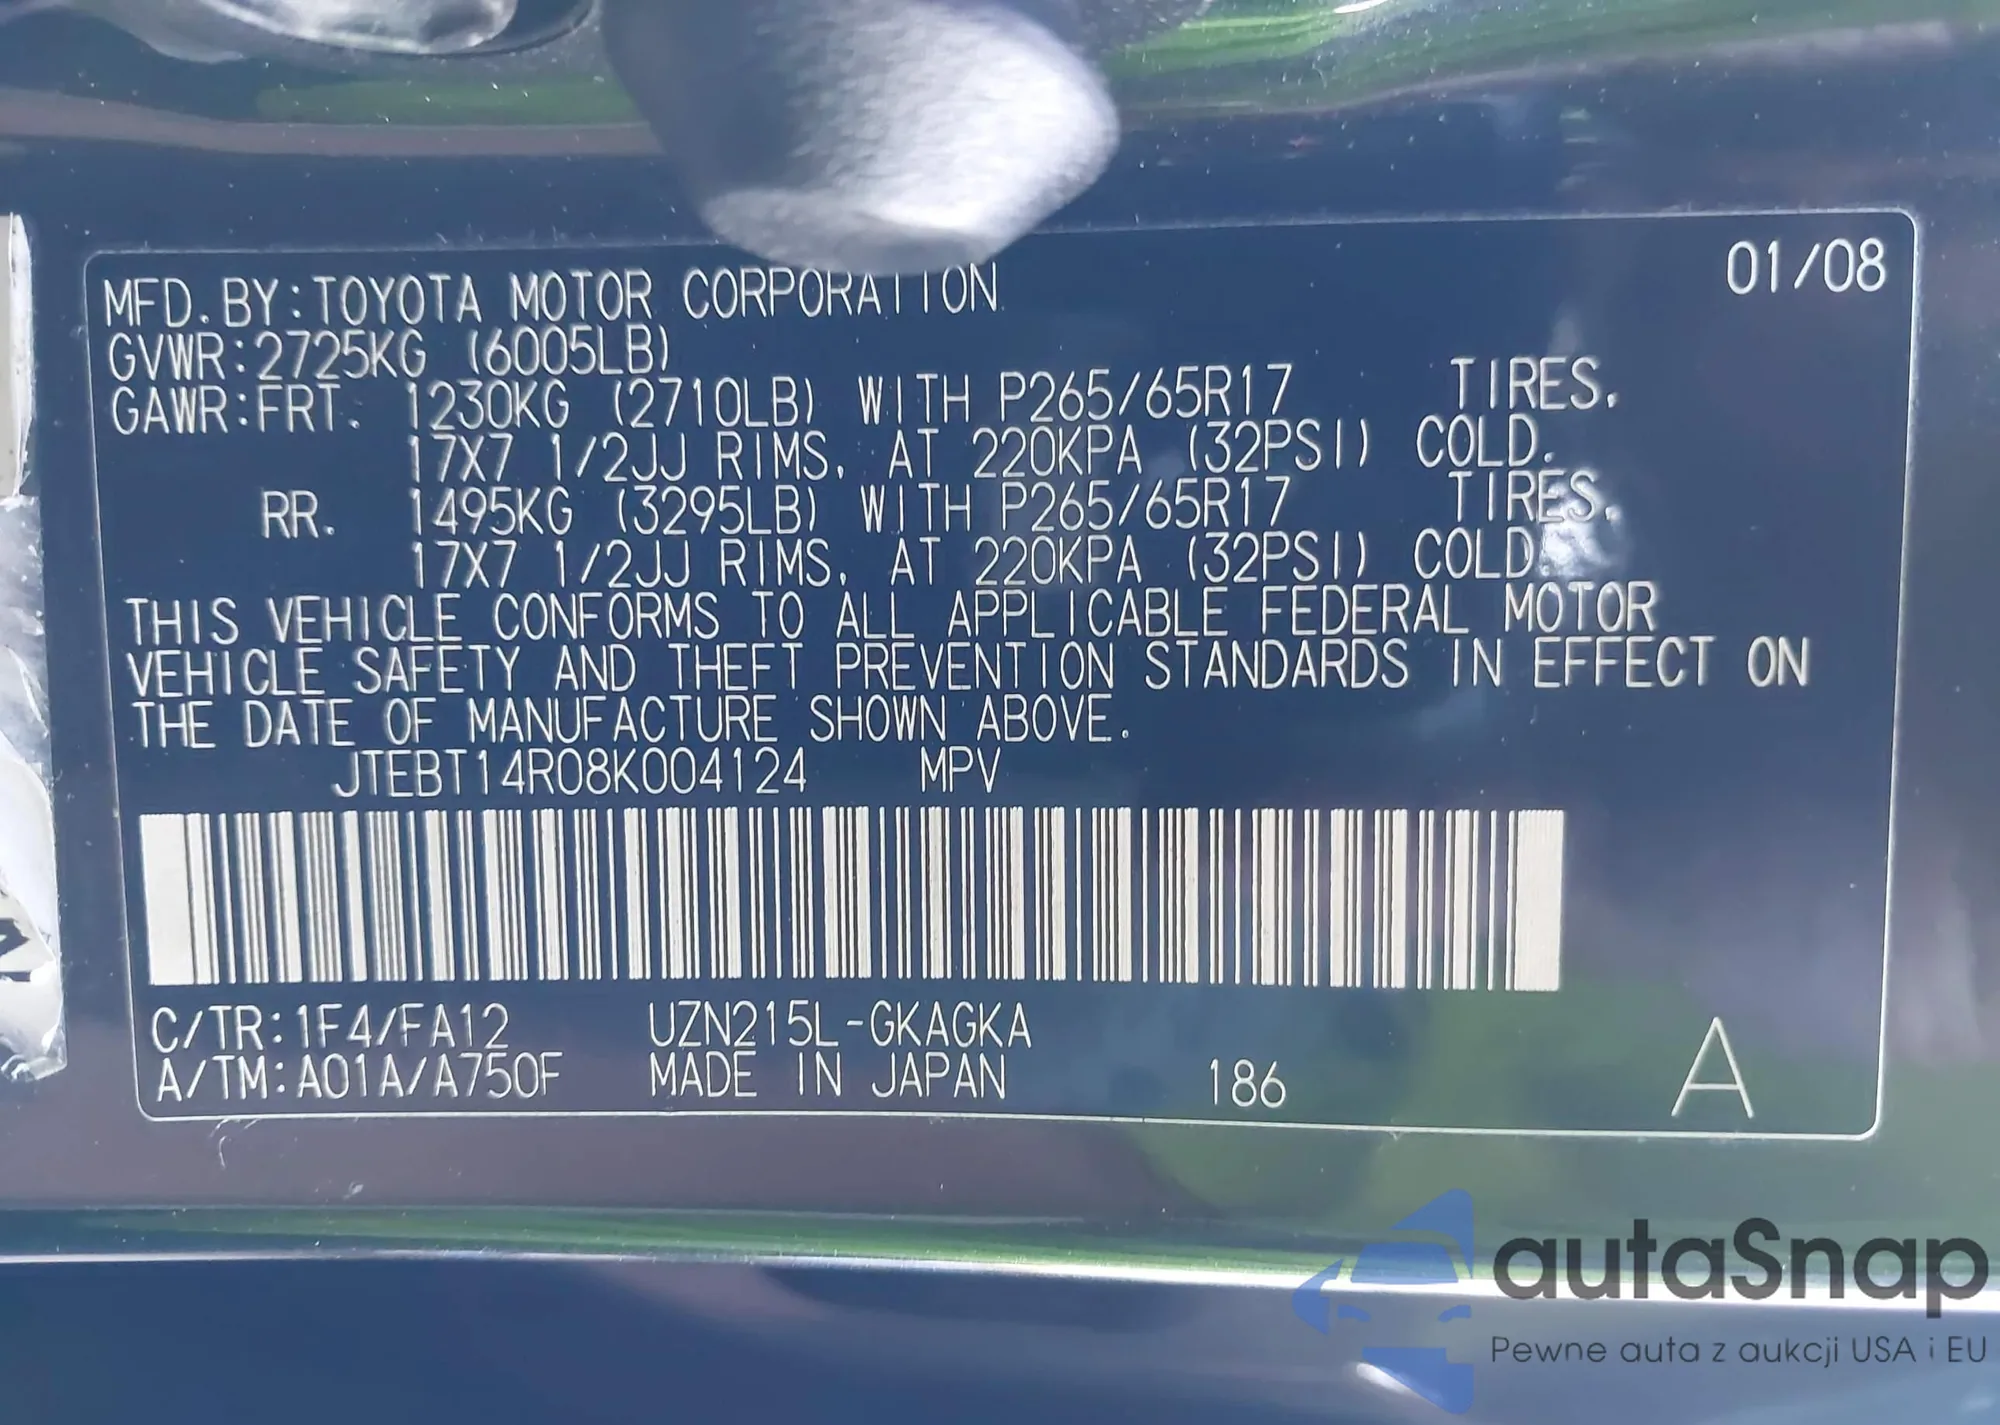 01/08
MFD. BY: TOYOTA MOTOR CORPORATION
GVWR: 2725KG (6005LB)
GAWR: FRT. 1230KG (2710LB) WITH P265/65R17 TIRES,
17X7 1/2JJ RIMS, AT 220KPA (32PSI) COLD.
RR. 1495KG (3295LB) WITH P265/65R17 TIRES,
17X7 1/2JJ RIMS, AT 220KPA (32PSI) COLD.
THIS VEHICLE CONFORMS TO ALL APPLICABLE FEDERAL MOTOR
VEHICLE SAFETY AND THEFT PREVENTION STANDARDS IN EFFECT ON
THE DATE OF MANUFACTURE SHOWN ABOVE.
JTEBT14R08K004124 MPV
C/TR: 1F4/FA12 UZN215L-GKAGKA
A/TM: A01A/A750F MADE IN JAPAN 186 A
autaSnap
Pewne auta z aukcji USA i EU